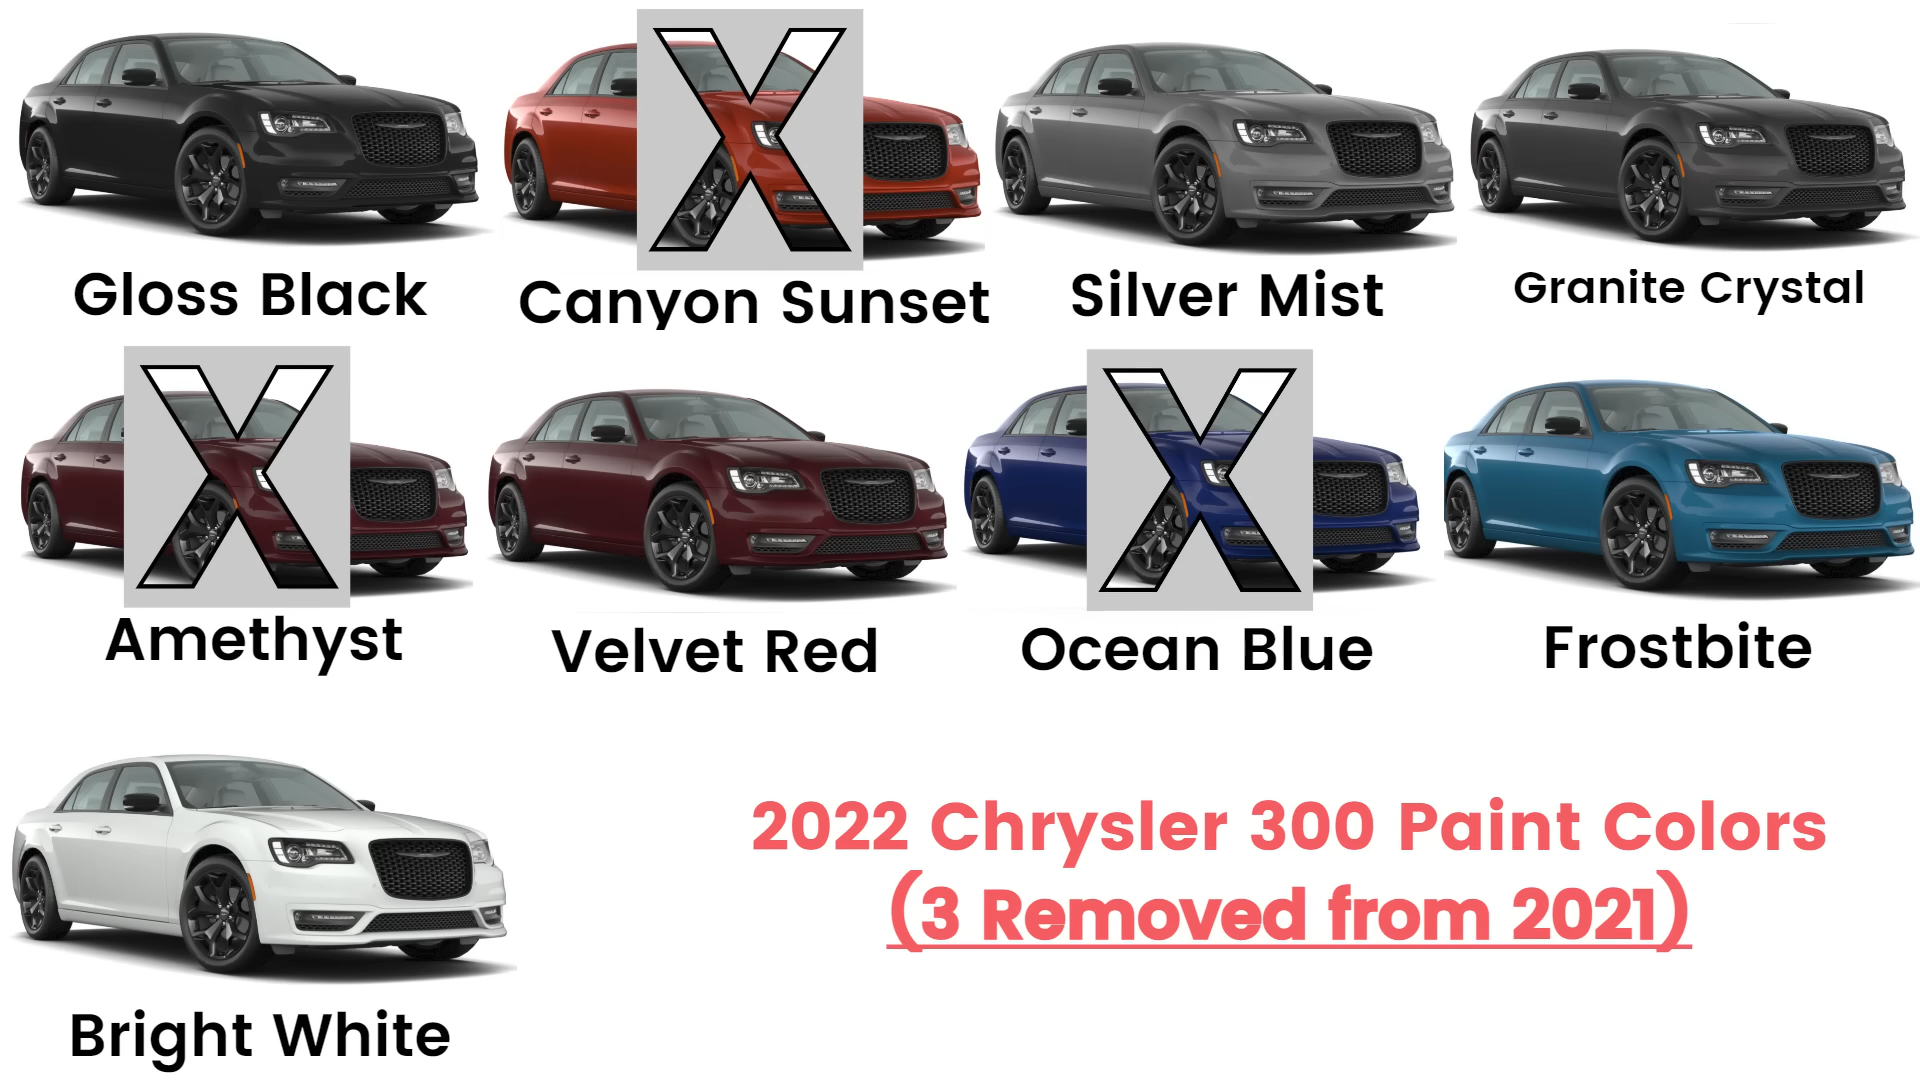 Gloss Black
Canyon Sunset
Silver Mist
Granite Crystal
Amethyst
Velvet Red
Ocean Blue
Frostbite
Bright White
2022 Chrysler 300 Paint Colors
(3 Removed from 2021)